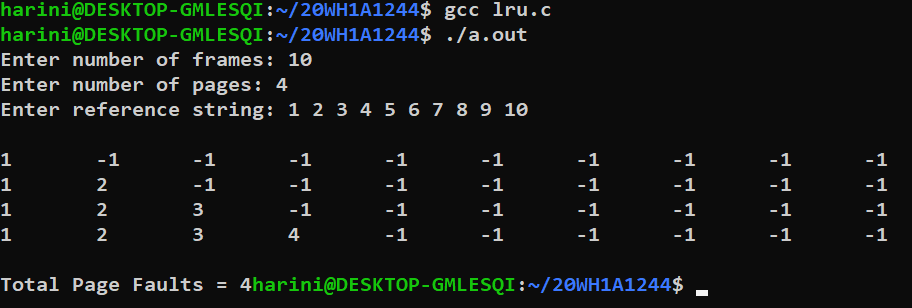 harini@DESKTOP-GMLESQI:~/20WH1A1244$ gcc lru.c
harini@DESKTOP-GMLESQI:~/20WH1A1244$ ./a.out
Enter number of frames: 10
Enter number of pages: 4
Enter reference string: 1 2 3 4 5 6 7 8 9 10
1 -1 -1 -1 -1 -1 -1 -1 -1 -1
1 2 -1 -1 -1 -1 -1 -1 -1 -1
1 2 3 -1 -1 -1 -1 -1 -1 -1
1 2 3 4 -1 -1 -1 -1 -1 -1
Total Page Faults = 4harini@DESKTOP-GMLESQI:~/20WH1A1244$